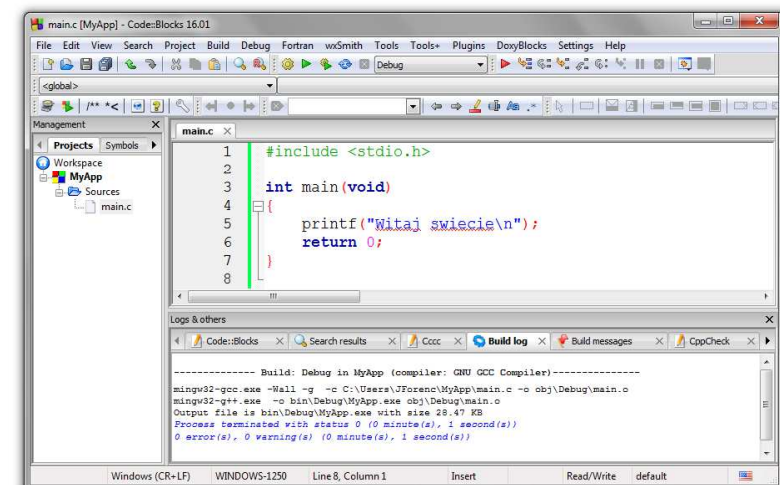 main.c [MyApp] - Code::Blocks 16.01
File Edit View Search Project Build Debug Fortran wxSmith Tools Tools+ Plugins DoxyBlocks Settings Help
Debug
<global>
/** *<
Management
main.c
Projects Symbols
Workspace
MyApp
Sources
main.c
1 #include <stdio.h>
2
3 int main(void)
4 {
5 printf("Witaj swiecie\n");
6 return 0;
7 }
8
Logs & others
Code::Blocks Search results Cccc Build log Build messages CppCheck
-------------- Build: Debug in MyApp (compiler: GNU GCC Compiler)---------------
mingw32-gcc.exe -Wall -g -c C:\Users\JForenc\MyApp\main.c -o obj\Debug\main.o
mingw32-g++.exe -o bin\Debug\MyApp.exe obj\Debug\main.o
Output file is bin\Debug\MyApp.exe with size 28.47 KB
Process terminated with status 0 (0 minute(s), 1 second(s))
0 error(s), 0 warning(s) (0 minute(s), 1 second(s))
Windows (CR+LF) WINDOWS-1250 Line 8, Column 1 Insert Read/Write default